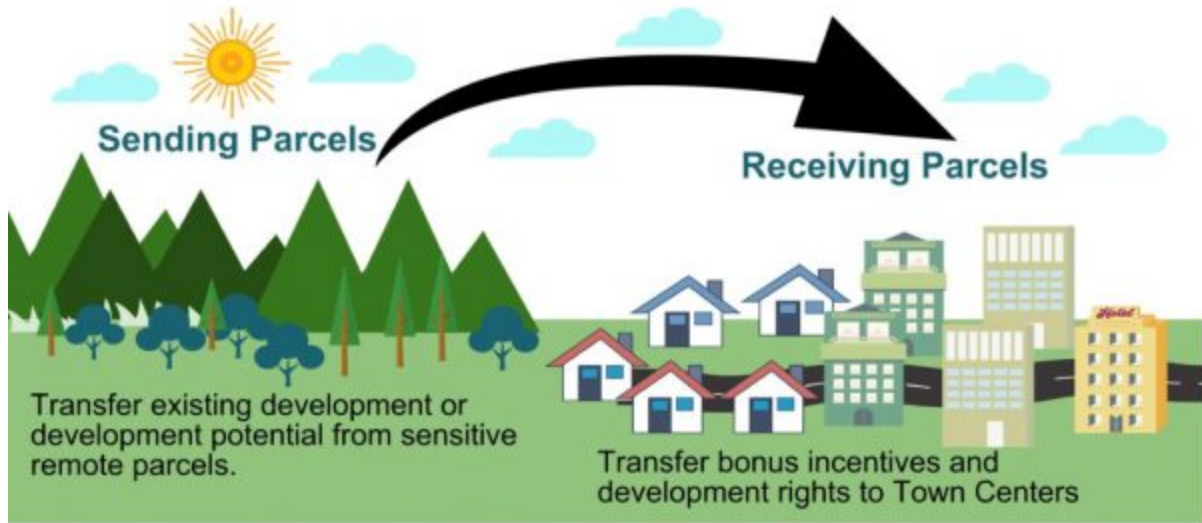 Sending Parcels
Receiving Parcels
Hotel
Transfer existing development or
development potential from sensitive
remote parcels.
Transfer bonus incentives and
development rights to Town Centers